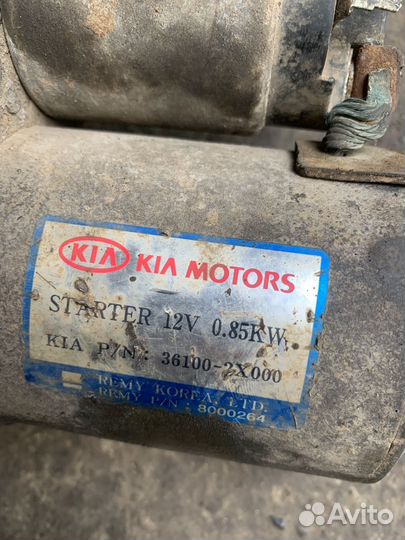 KIA KIA MOTORS
STARTER 12V 0.85KW
KIA P/N : 36100-2X000
REMY KOREA, LTD.
REMY P/N : 8000264
Avito